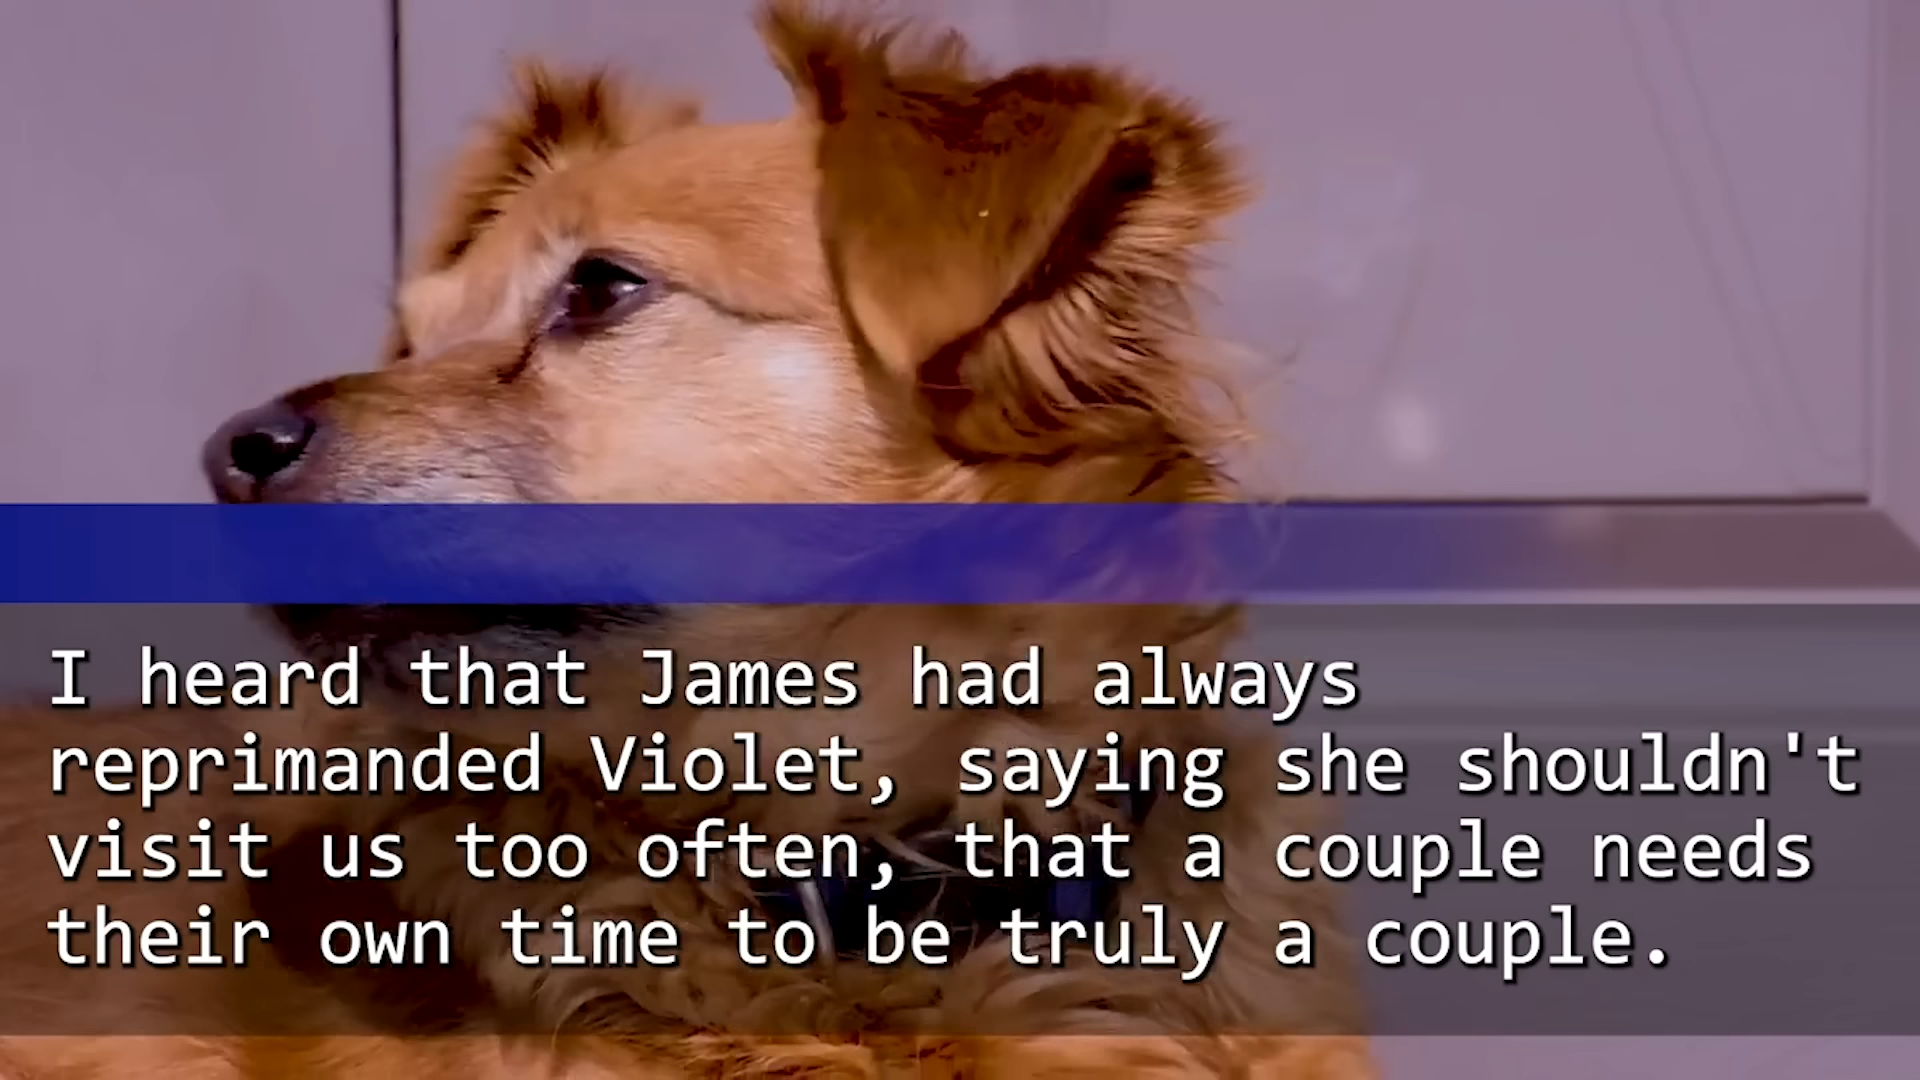 I heard that James had always
reprimanded Violet, saying she shouldn't
visit us too often, that a couple needs
their own time to be truly a couple.